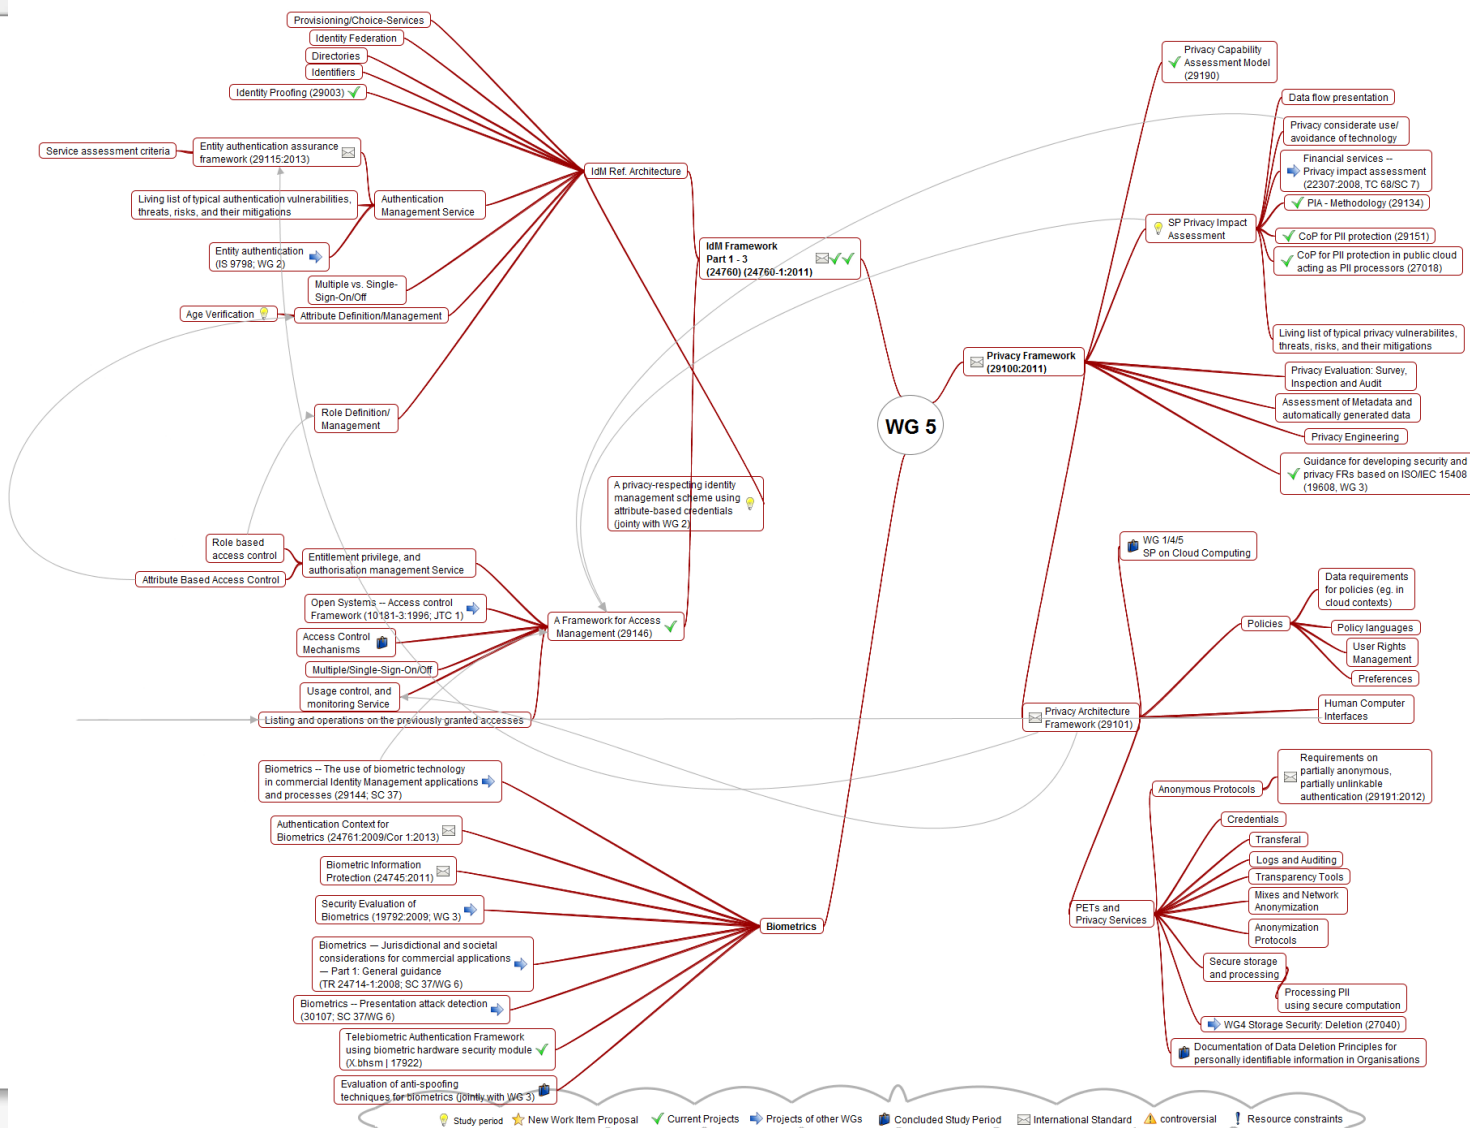 Provisioning/Choice-Services
Identity Federation
Directories
Identifiers
Identity Proofing (29003)
Service assessment criteria
Entity authentication assurance
framework (29115:2013)
Living list of typical authentication vulnerabilities,
threats, risks, and their mitigations
Authentication
Management Service
Entity authentication
(IS 9798; WG 2)
Multiple vs. Single-
Sign-On/Off
Age Verification
Attribute Definition/Management
Role Definition/
Management
IdM Ref. Architecture
IdM Framework
Part 1 - 3
(24760) (24760-1:2011)
A privacy-respecting identity
management scheme using
attribute-based credentials
(jointy with WG 2)
Role based
access control
Attribute Based Access Control
Entitlement privilege, and
authorisation management Service
Open Systems -- Access control
Framework (10181-3:1996; JTC 1)
Access Control
Mechanisms
Multiple/Single-Sign-On/Off
Usage control, and
monitoring Service
Listing and operations on the previously granted accesses
A Framework for Access
Management (29146)
WG 5
Biometrics -- The use of biometric technology
in commercial Identity Management applications
and processes (29144; SC 37)
Authentication Context for
Biometrics (24761:2009/Cor 1:2013)
Biometric Information
Protection (24745:2011)
Security Evaluation of
Biometrics (19792:2009; WG 3)
Biometrics — Jurisdictional and societal
considerations for commercial applications
— Part 1: General guidance
(TR 24714-1:2008; SC 37/WG 6)
Biometrics -- Presentation attack detection
(30107; SC 37/WG 6)
Telebiometric Authentication Framework
using biometric hardware security module
(X.bhsm | 17922)
Evaluation of anti-spoofing
techniques for biometrics (jointly with WG 3)
Biometrics
Privacy Capability
Assessment Model
(29190)
Data flow presentation
Privacy considerate use/
avoidance of technology
Financial services --
Privacy impact assessment
(22307:2008, TC 68/SC 7)
PIA - Methodology (29134)
SP Privacy Impact
Assessment
CoP for PII protection (29151)
CoP for PII protection in public cloud
acting as PII processors (27018)
Living list of typical privacy vulnerabilites,
threats, risks, and their mitigations
Privacy Framework
(29100:2011)
Privacy Evaluation: Survey,
Inspection and Audit
Assessment of Metadata and
automatically generated data
Privacy Engineering
Guidance for developing security and
privacy FRs based on ISO/IEC 15408
(19608, WG 3)
WG 1/4/5
SP on Cloud Computing
Data requirements
for policies (eg. in
cloud contexts)
Policies
Policy languages
User Rights
Management
Preferences
Human Computer
Interfaces
Privacy Architecture
Framework (29101)
Requirements on
partially anonymous,
partially unlinkable
authentication (29191:2012)
Anonymous Protocols
Credentials
Transferal
Logs and Auditing
Transparency Tools
Mixes and Network
Anonymization
PETs and
Privacy Services
Anonymization
Protocols
Secure storage
and processing
Processing PII
using secure computation
WG4 Storage Security: Deletion (27040)
Documentation of Data Deletion Principles for
personally identifiable information in Organisations
Study period
New Work Item Proposal
Current Projects
Projects of other WGs
Concluded Study Period
International Standard
controversial
Resource constraints